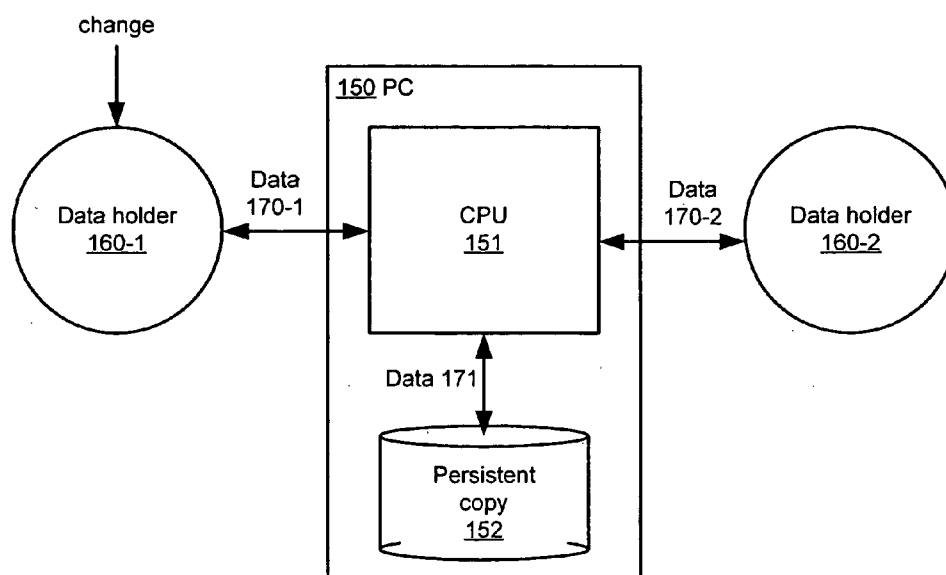 change
150 PC
Data
170-1
Data holder
160-1
CPU
151
Data
170-2
Data holder
160-2
Data 171
Persistent
copy
152